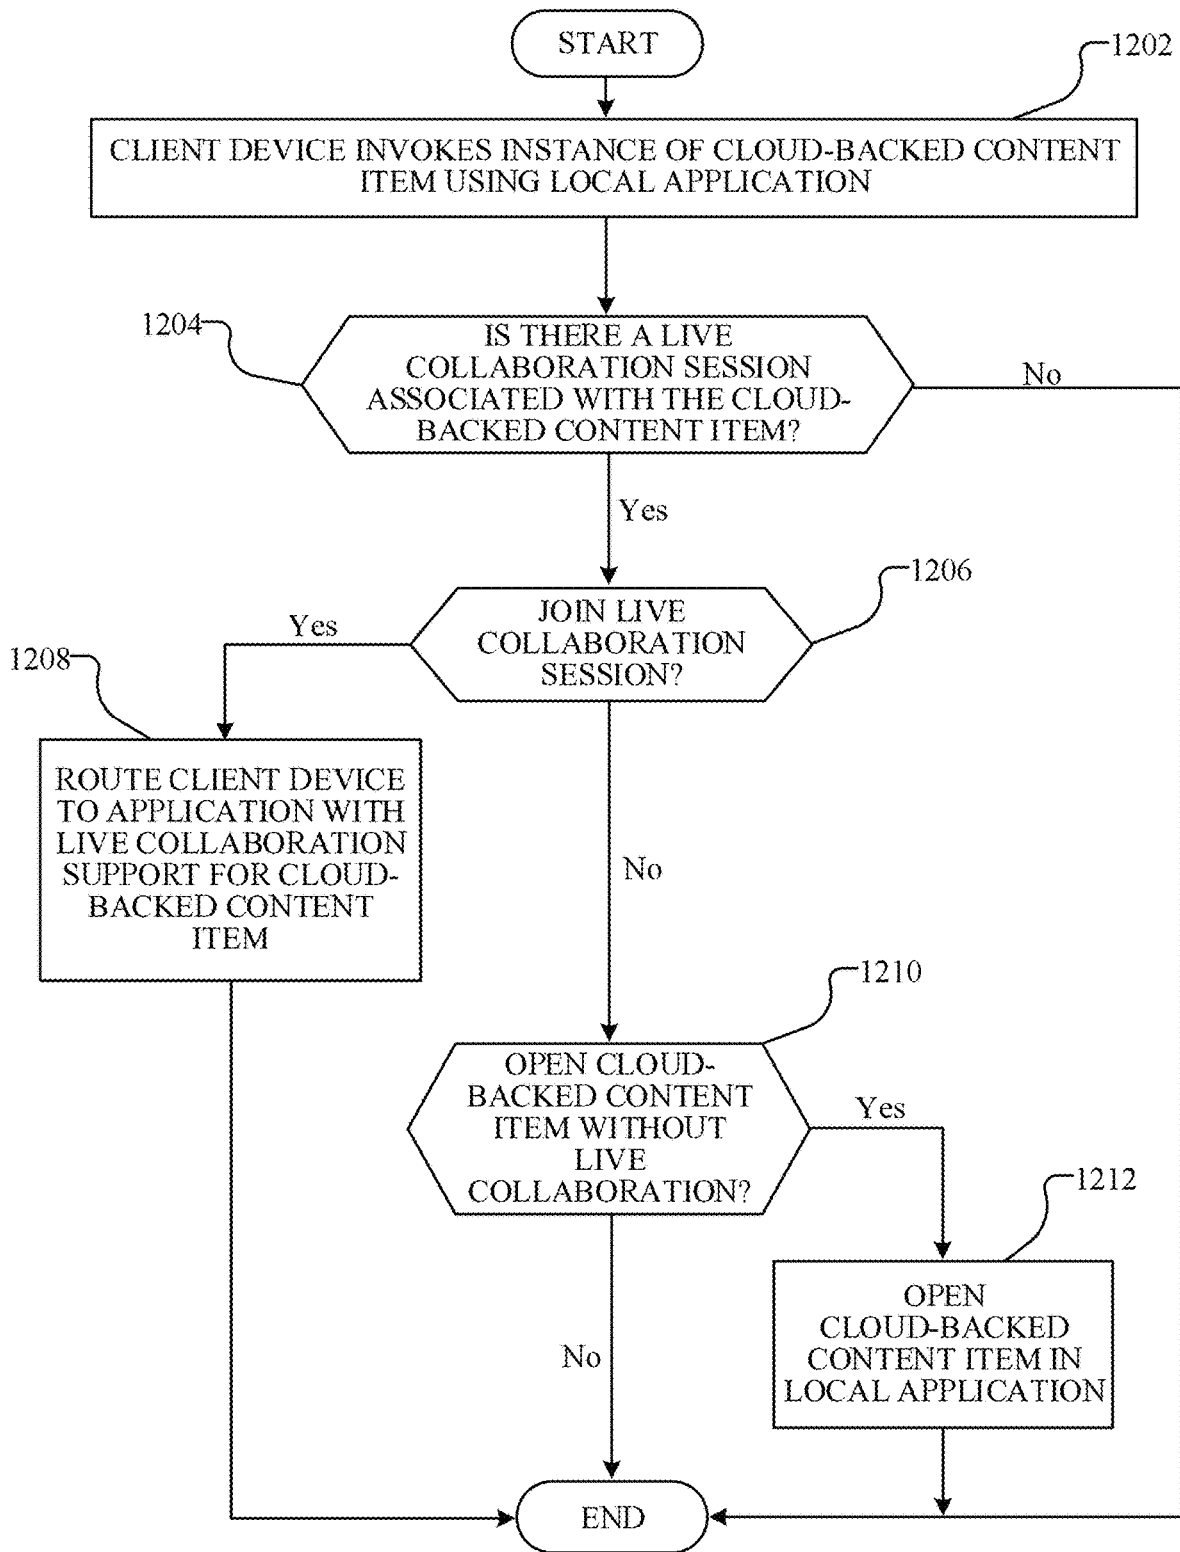 START
1202
CLIENT DEVICE INVOKES INSTANCE OF CLOUD-BACKED CONTENT
ITEM USING LOCAL APPLICATION
1204
IS THERE A LIVE
COLLABORATION SESSION
ASSOCIATED WITH THE CLOUD-
BACKED CONTENT ITEM?
No
Yes
1206
JOIN LIVE
COLLABORATION
SESSION?
Yes
1208
ROUTE CLIENT DEVICE
TO APPLICATION WITH
LIVE COLLABORATION
SUPPORT FOR CLOUD-
BACKED CONTENT
ITEM
No
1210
OPEN CLOUD-
BACKED CONTENT
ITEM WITHOUT
LIVE
COLLABORATION?
Yes
1212
OPEN
CLOUD-BACKED
CONTENT ITEM IN
LOCAL APPLICATION
No
END